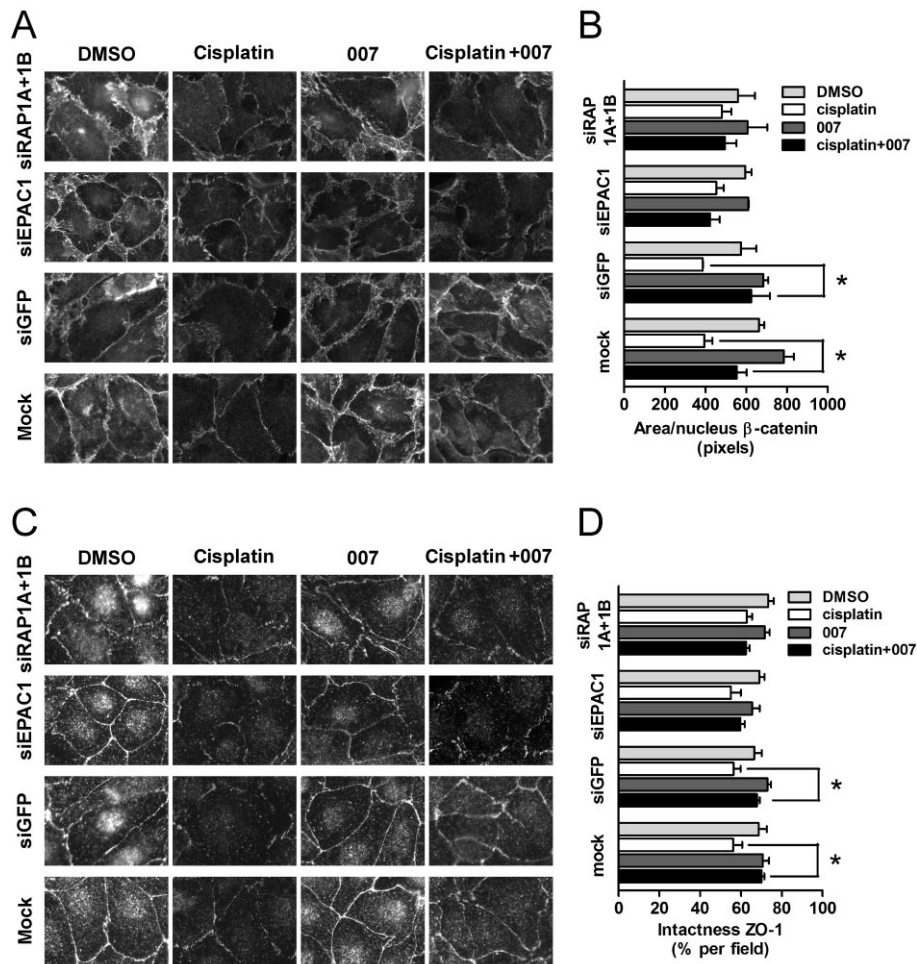 A
DMSO Cisplatin 007 Cisplatin +007
siRAP1A+1B
siEPAC1
siGFP
Mock
B
DMSO
cisplatin
007
cisplatin+007
siRAP
1A+1B
siEPAC1
siGFP
*
mock
*
0 200 400 600 800 1000
Area/nucleus β-catenin
(pixels)
C
DMSO Cisplatin 007 Cisplatin +007
siRAP1A+1B
siEPAC1
siGFP
Mock
D
DMSO
cisplatin
007
cisplatin+007
siRAP
1A+1B
siEPAC1
siGFP
*
mock
*
0 20 40 60 80 100
Intactness ZO-1
(% per field)